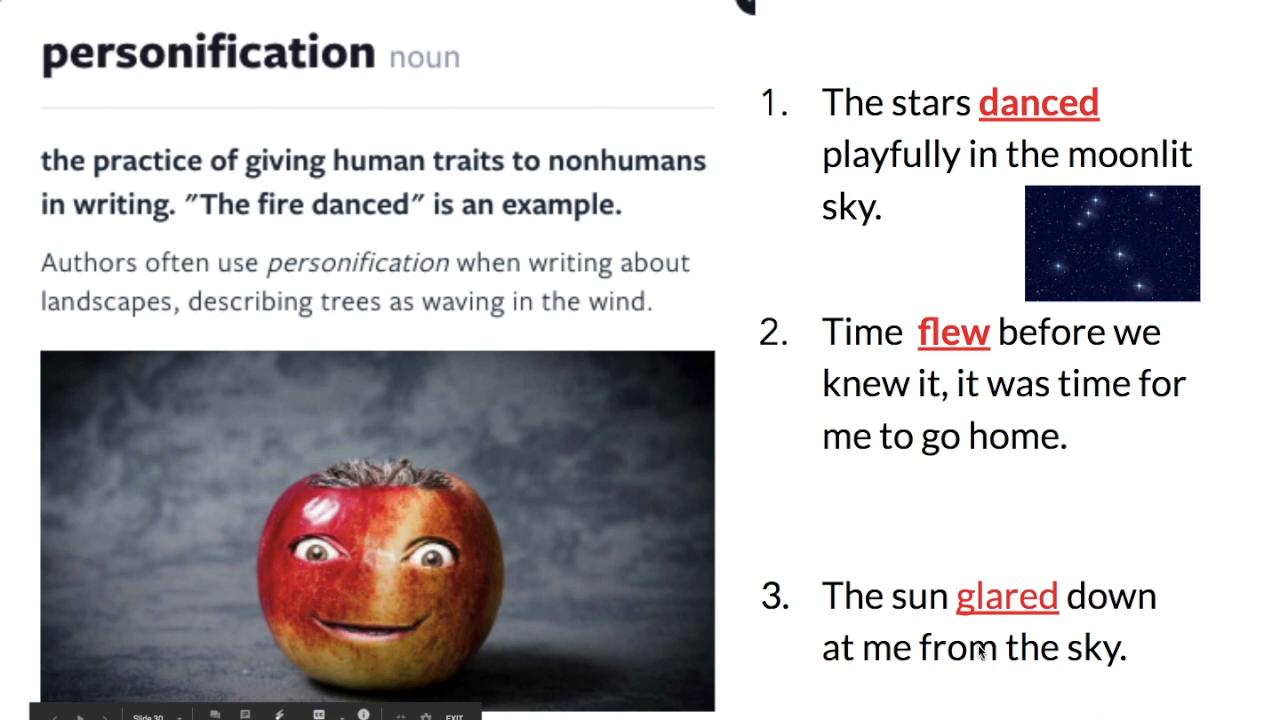 personification noun
the practice of giving human traits to nonhumans
in writing. "The fire danced" is an example.
Authors often use personification when writing about
landscapes, describing trees as waving in the wind.
1. The stars danced
playfully in the moonlit
sky.
2. Time flew before we
knew it, it was time for
me to go home.
3. The sun glared down
at me from the sky.
Slide 30
EXIT